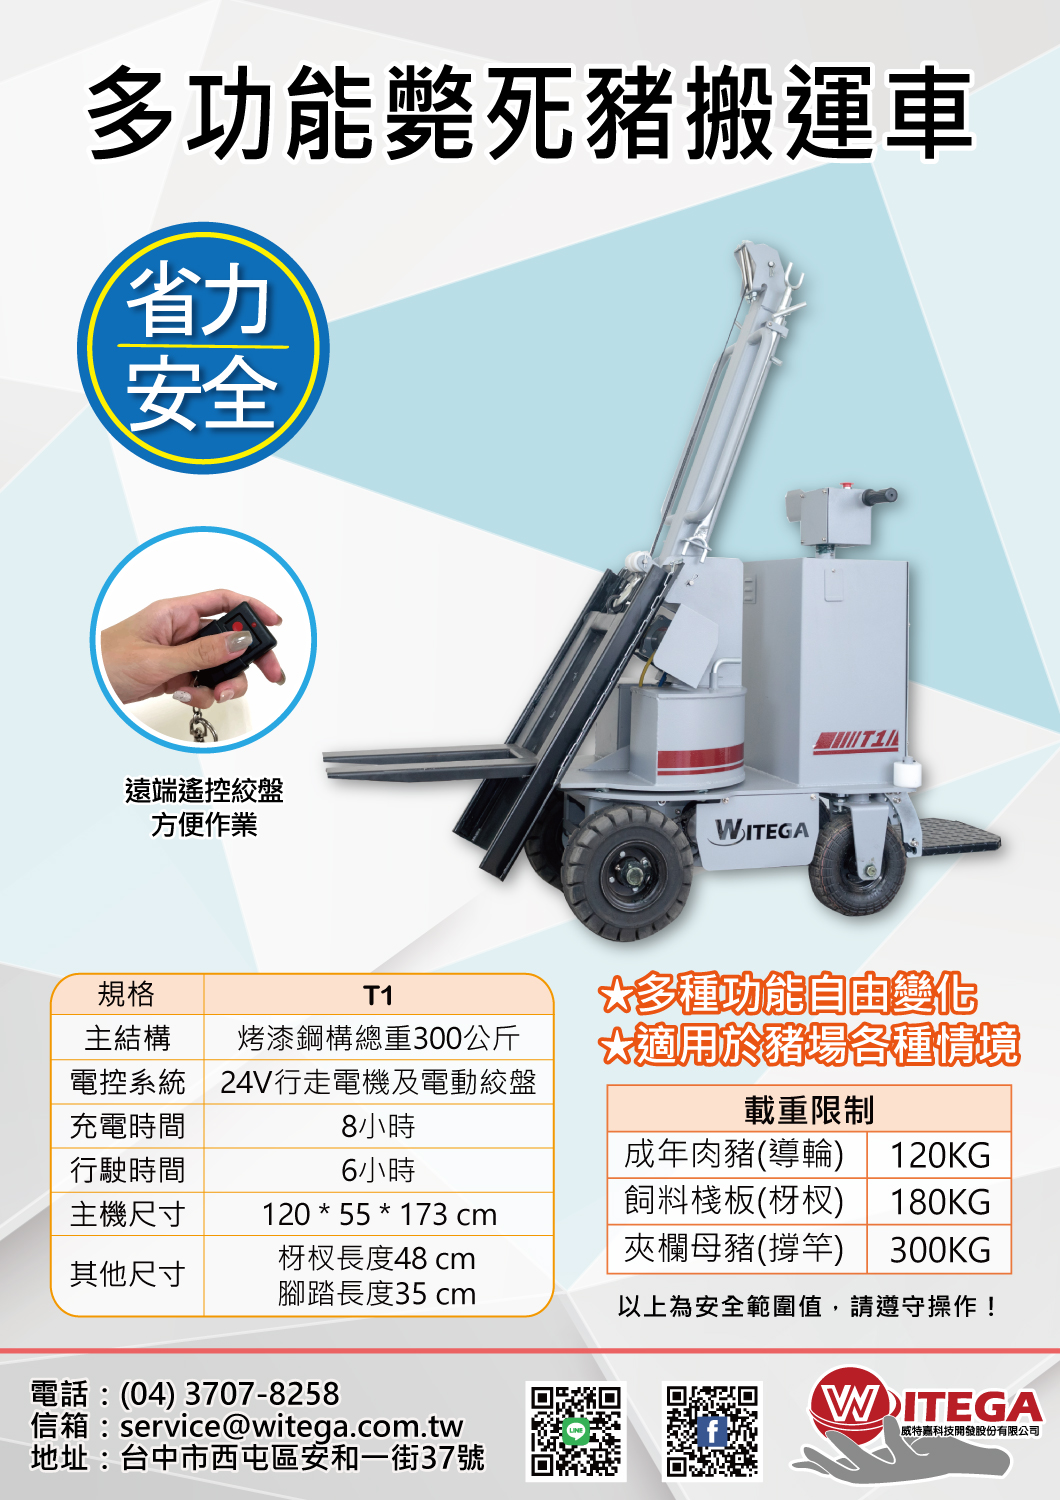 多功能斃死豬搬運車
省力
安全
遠端遙控絞盤
方便作業
T1
WITEGA
規格 T1
主結構 烤漆鋼構總重300公斤
電控系統 24V行走電機及電動絞盤
充電時間 8小時
行駛時間 6小時
主機尺寸 120 * 55 * 173 cm
其他尺寸 枒杈長度48 cm
腳踏長度35 cm
★多種功能自由變化
★適用於豬場各種情境
載重限制
成年肉豬(導輪) 120KG
飼料棧板(枒杈) 180KG
夾欄母豬(撐竿) 300KG
以上為安全範圍值，請遵守操作！
電話：(04) 3707-8258
信箱：service@witega.com.tw
地址：台中市西屯區安和一街37號
LINE
f
WITEGA
威特嘉科技開發股份有限公司